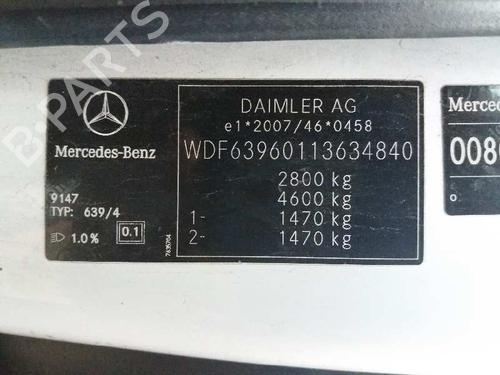 B-PARTS
Mercedes-Benz
9147
TYP: 639/4
1.0 %
0.1
DAIMLER AG
e1*2007/46*0458
WDF63960113634840
2800 kg
4600 kg
1- 1470 kg
2- 1470 kg
Merced
008